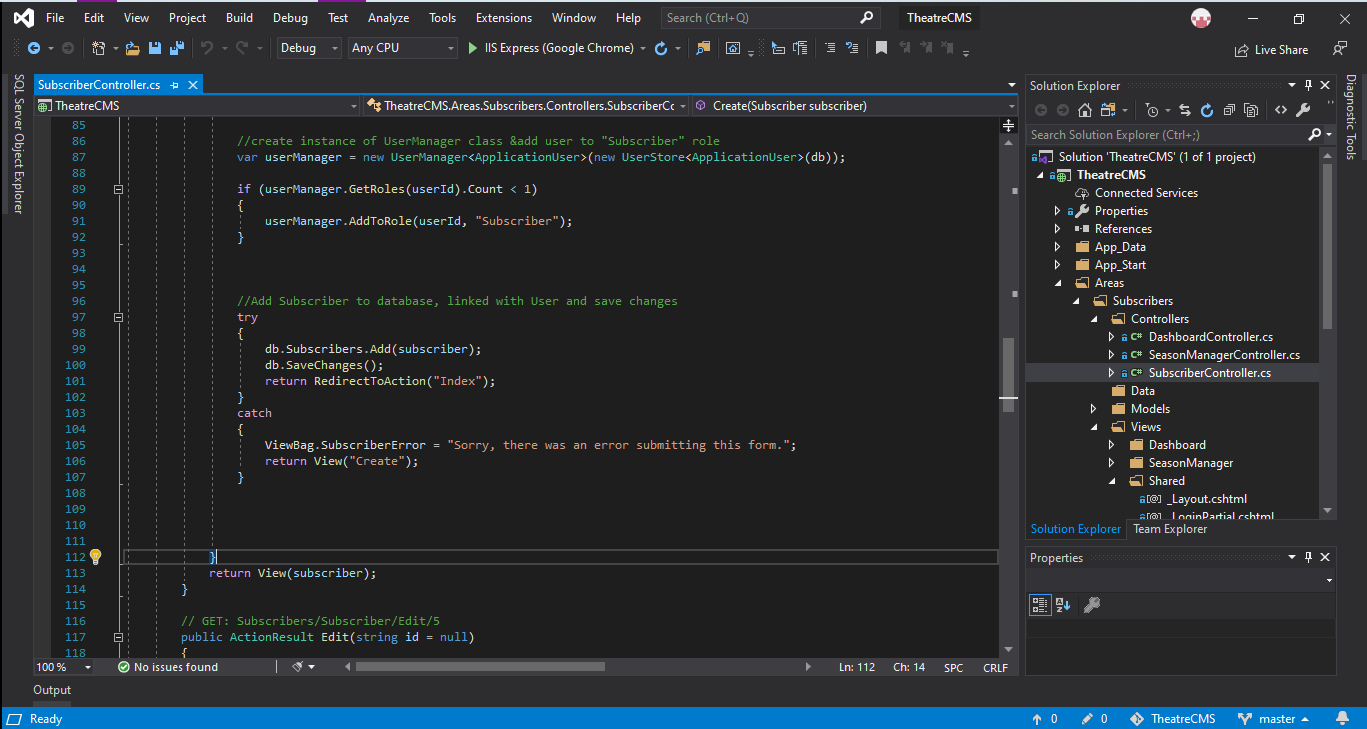 File Edit View Project Build Debug Test Analyze Tools Extensions Window Help Search (Ctrl+Q) TheatreCMS
Debug Any CPU IIS Express (Google Chrome) Live Share
SQL Server Object Explorer
SubscriberController.cs
TheatreCMS TheatreCMS.Areas.Subscribers.Controllers.SubscriberCc Create(Subscriber subscriber)
85
86 //create instance of UserManager class &add user to "Subscriber" role
87 var userManager = new UserManager<ApplicationUser>(new UserStore<ApplicationUser>(db));
88
89 if (userManager.GetRoles(userId).Count < 1)
90 {
91 userManager.AddToRole(userId, "Subscriber");
92 }
93
94
95
96 //Add Subscriber to database, linked with User and save changes
97 try
98 {
99 db.Subscribers.Add(subscriber);
100 db.SaveChanges();
101 return RedirectToAction("Index");
102 }
103 catch
104 {
105 ViewBag.SubscriberError = "Sorry, there was an error submitting this form.";
106 return View("Create");
107 }
108
109
110
111
112 }
113 return View(subscriber);
114 }
115
116 // GET: Subscribers/Subscriber/Edit/5
117 public ActionResult Edit(string id = null)
118 {
100 % No issues found Ln: 112 Ch: 14 SPC CRLF
Output
Solution Explorer
Search Solution Explorer (Ctrl+;)
Solution 'TheatreCMS' (1 of 1 project)
TheatreCMS
Connected Services
Properties
References
App_Data
App_Start
Areas
Subscribers
Controllers
C# DashboardController.cs
C# SeasonManagerController.cs
C# SubscriberController.cs
Data
Models
Views
Dashboard
SeasonManager
Shared
[@] _Layout.cshtml
[@] _LoginPartial.cshtml
Solution Explorer Team Explorer
Properties
Diagnostic Tools
Ready 0 0 TheatreCMS master